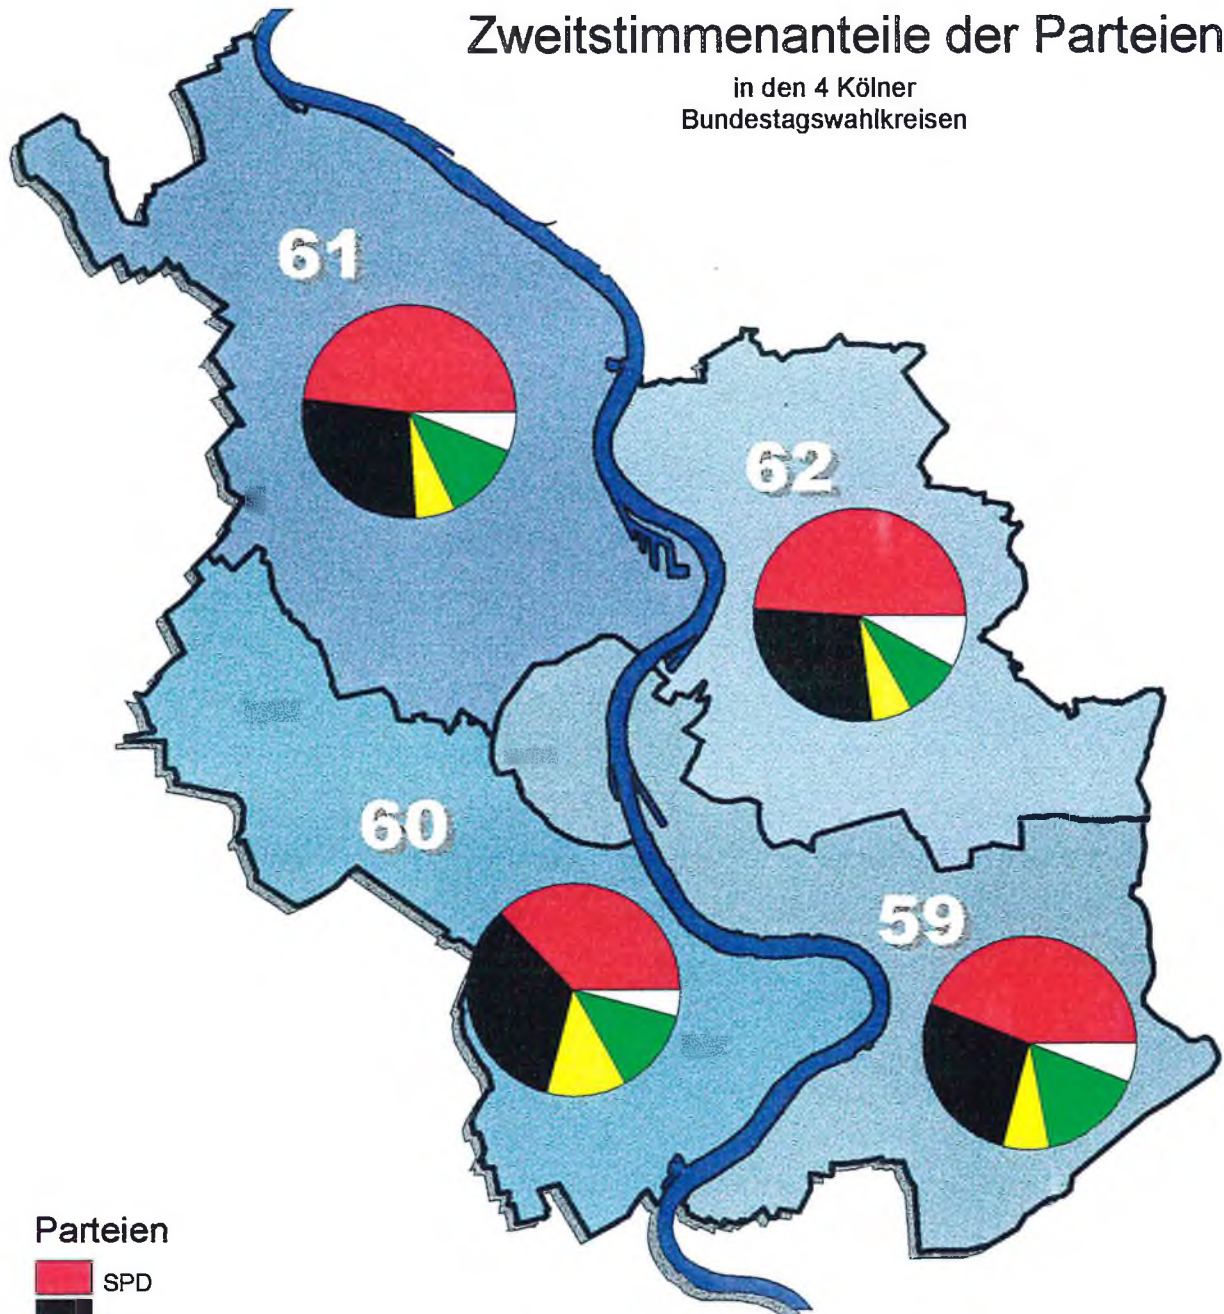 Zweitstimmenanteile der Parteien
in den 4 Kölner
Bundestagswahlkreisen
61
62
60
59
Parteien
SPD